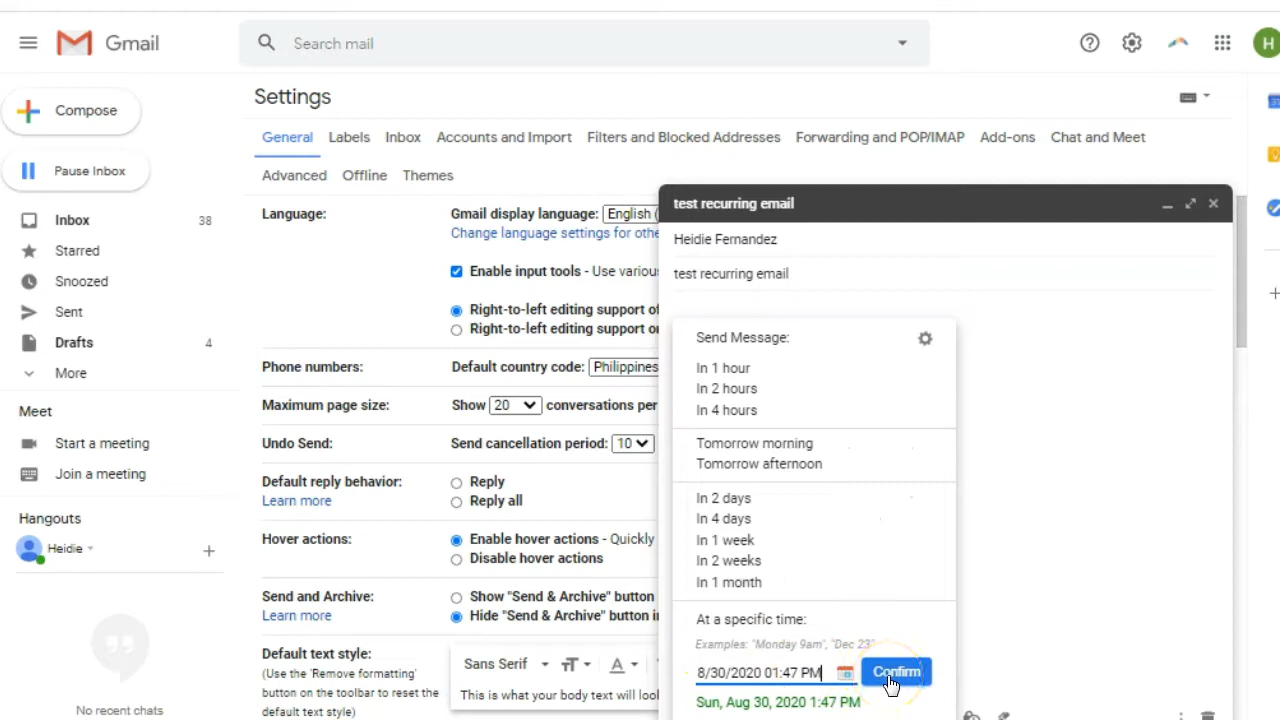 Gmail
Search mail
H
Compose
Pause Inbox
Inbox 38
Starred
Snoozed
Sent
Drafts 4
More
Meet
Start a meeting
Join a meeting
Hangouts
Heidie
No recent chats
Settings
General Labels Inbox Accounts and Import Filters and Blocked Addresses Forwarding and POP/IMAP Add-ons Chat and Meet
Advanced Offline Themes
Language: Gmail display language: English (
Change language settings for othe
Enable input tools - Use variou
Right-to-left editing support of
Right-to-left editing support o
Phone numbers: Default country code: Philippines
Maximum page size: Show 20 conversations per
Undo Send: Send cancellation period: 10
Default reply behavior: Reply
Learn more Reply all
Hover actions: Enable hover actions - Quickly
Disable hover actions
Send and Archive: Show "Send & Archive" button
Learn more Hide "Send & Archive" button i
Default text style: Sans Serif
(Use the 'Remove formatting'
button on the toolbar to reset the
default text style)
This is what your body text will loo
test recurring email
Heidie Fernandez
test recurring email
Send Message:
In 1 hour
In 2 hours
In 4 hours
Tomorrow morning
Tomorrow afternoon
In 2 days
In 4 days
In 1 week
In 2 weeks
In 1 month
At a specific time:
Examples: "Monday 9am", "Dec 23"
8/30/2020 01:47 PM Confirm
Sun, Aug 30, 2020 1:47 PM